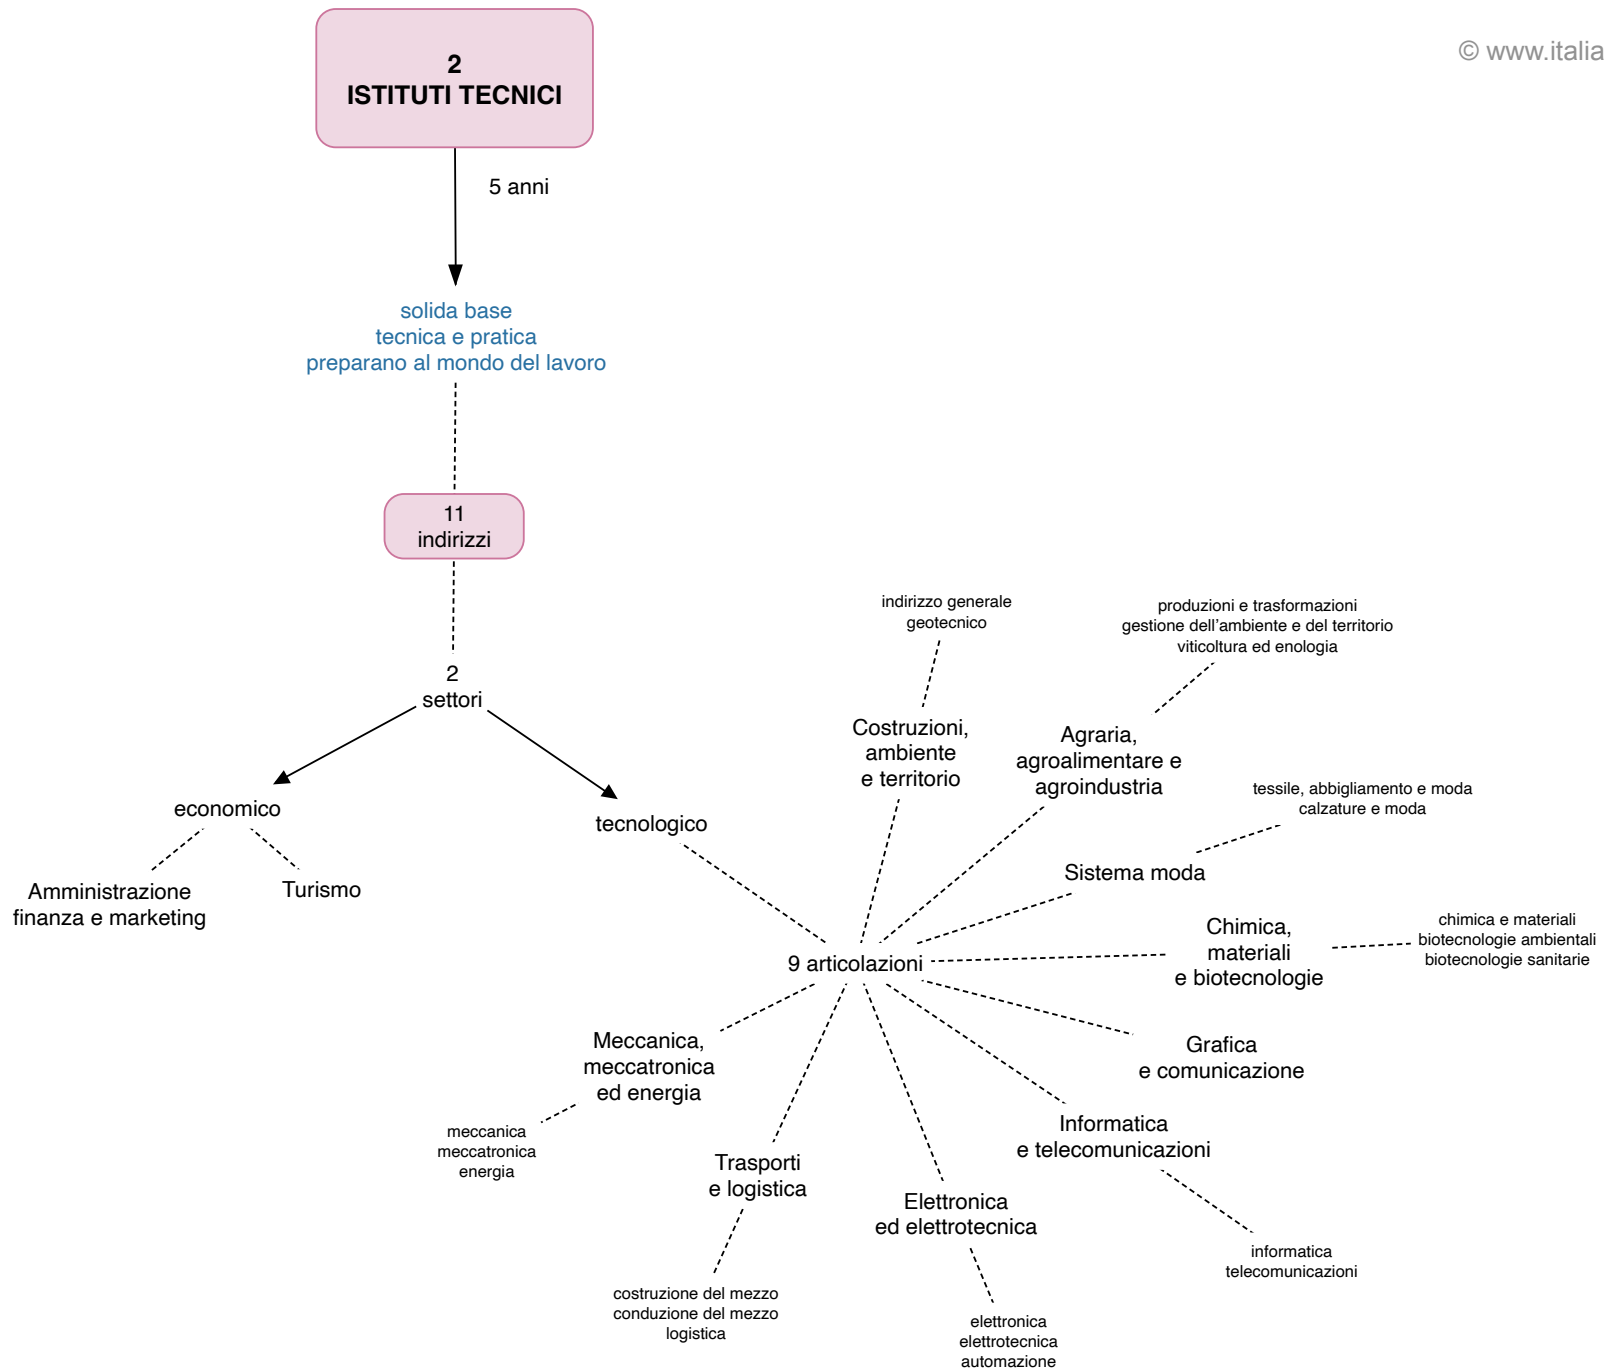 2
ISTITUTI TECNICI
© www.italia
5 anni
solida base
tecnica e pratica
preparano al mondo del lavoro
11
indirizzi
2
settori
economico
Amministrazione
finanza e marketing
Turismo
tecnologico
9 articolazioni
indirizzo generale
geotecnico
Costruzioni,
ambiente
e territorio
produzioni e trasformazioni
gestione dell'ambiente e del territorio
viticoltura ed enologia
Agraria,
agroalimentare e
agroindustria
tessile, abbigliamento e moda
calzature e moda
Sistema moda
Chimica,
materiali
e biotecnologie
chimica e materiali
biotecnologie ambientali
biotecnologie sanitarie
Grafica
e comunicazione
Informatica
e telecomunicazioni
informatica
telecomunicazioni
Elettronica
ed elettrotecnica
elettronica
elettrotecnica
automazione
Trasporti
e logistica
costruzione del mezzo
conduzione del mezzo
logistica
Meccanica,
meccatronica
ed energia
meccanica
meccatronica
energia